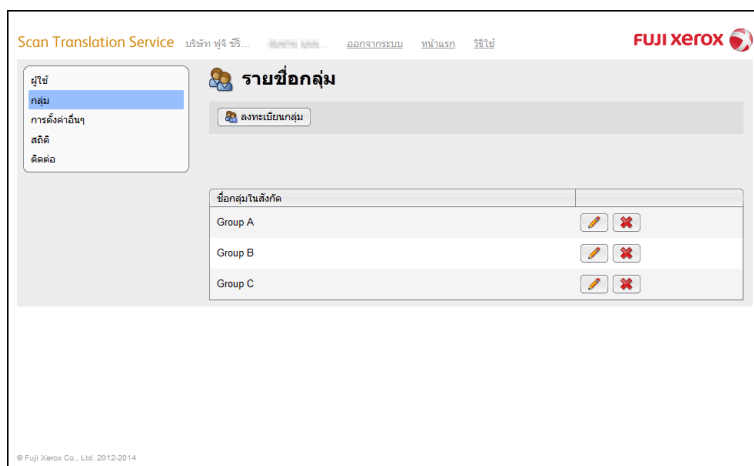 Scan Translation Service บริษัท ฟูจิ ซีร็... ออกจากระบบ หน้าแรก วิธีใช้ FUJI xerox
ผู้ใช้
กลุ่ม
การตั้งค่าอื่นๆ
สถิติ
ติดต่อ
รายชื่อกลุ่ม
ลงทะเบียนกลุ่ม
ชื่อกลุ่มในสังกัด
Group A
Group B
Group C
© Fuji Xerox Co., Ltd. 2012-2014